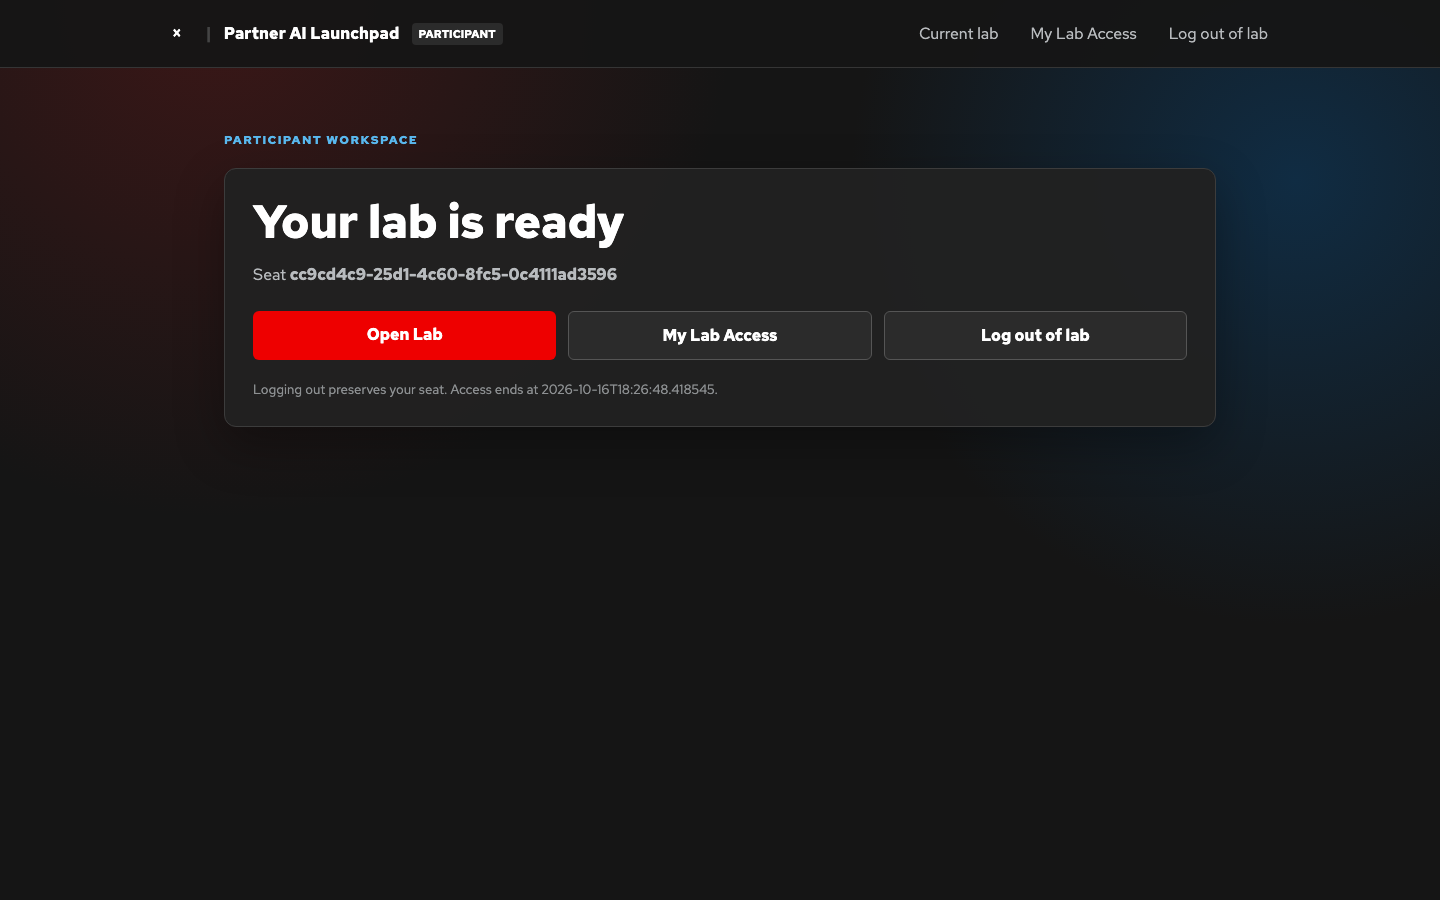 × | Partner AI Launchpad PARTICIPANT Current lab My Lab Access Log out of lab
PARTICIPANT WORKSPACE
Your lab is ready
Seat cc9cd4c9-25d1-4c60-8fc5-0c4111ad3596
Open Lab My Lab Access Log out of lab
Logging out preserves your seat. Access ends at 2026-10-16T18:26:48.418545.